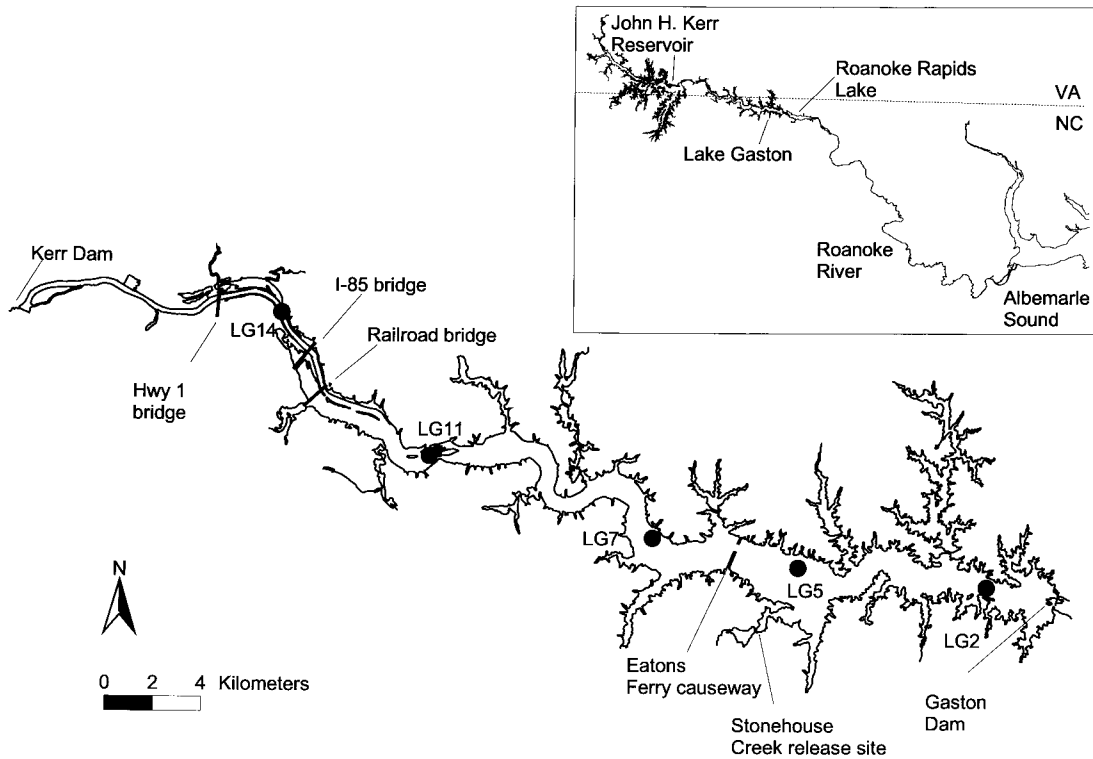 John H. Kerr
Reservoir
Roanoke Rapids
Lake
VA
NC
Lake Gaston
Roanoke
River
Albemarle
Sound
Kerr Dam
I-85 bridge
LG14
Railroad bridge
Hwy 1
bridge
LG11
LG7
LG5
LG2
N
Eatons
Ferry causeway
0 2 4 Kilometers
Gaston
Dam
Stonehouse
Creek release site